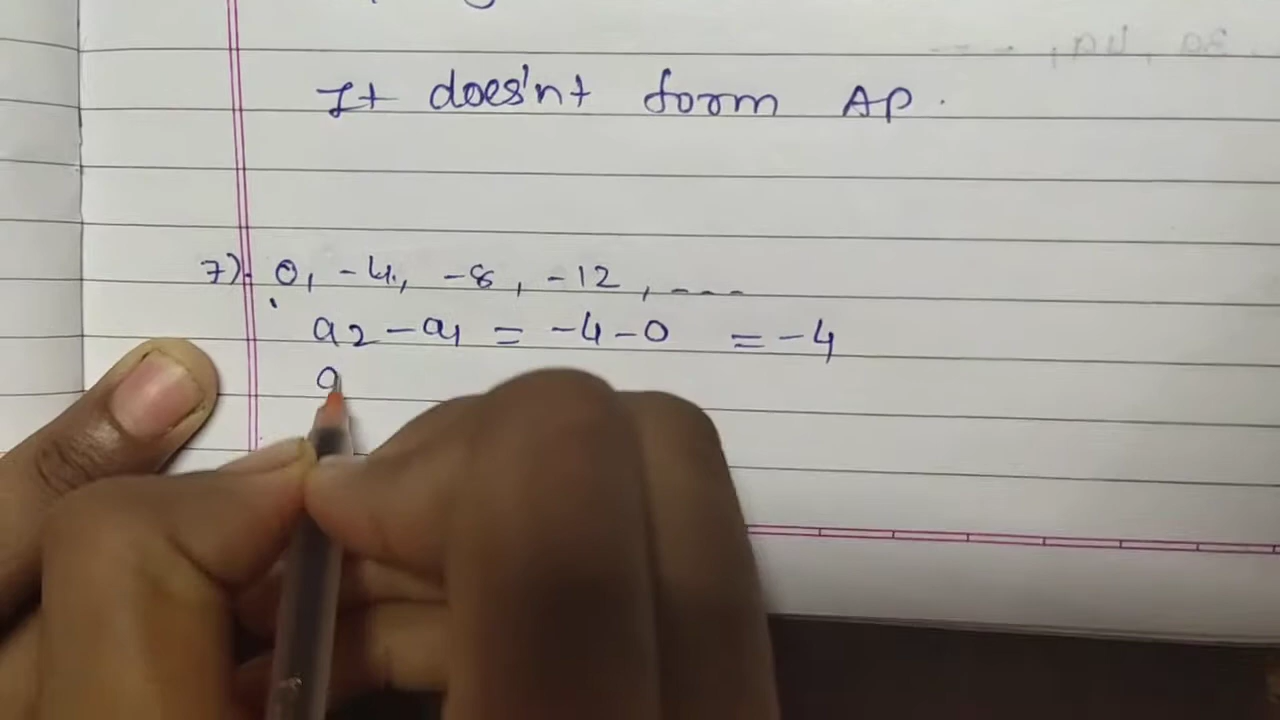 It does'nt form AP.
7). 0, -4, -8, -12, ---
a2 - a1 = -4 - 0 = -4
a